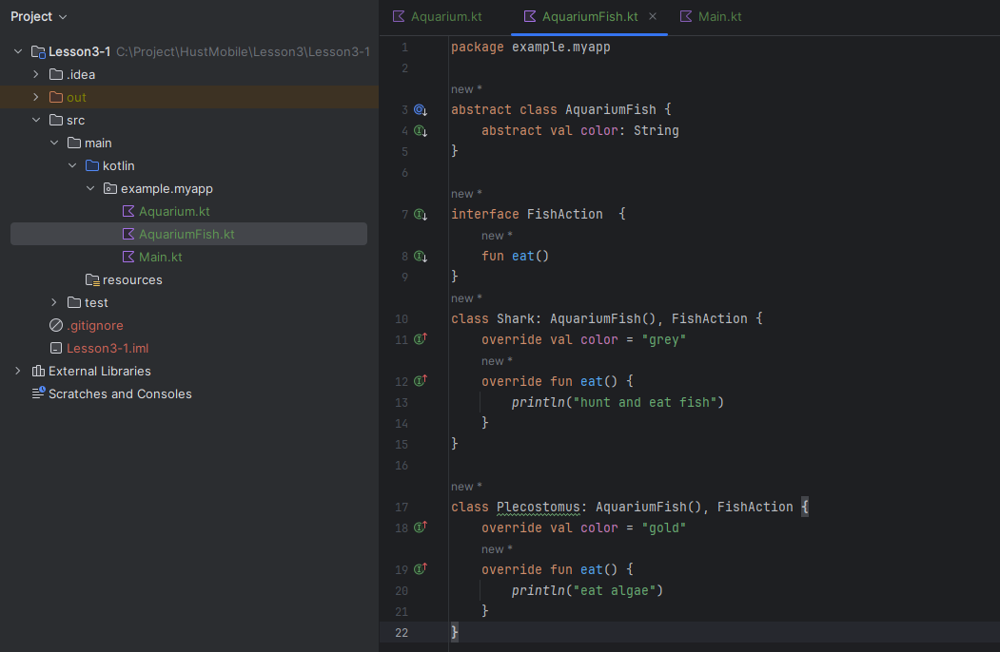 Project
Lesson3-1 C:\Project\HustMobile\Lesson3\Lesson3-1
.idea
out
src
main
kotlin
example.myapp
Aquarium.kt
AquariumFish.kt
Main.kt
resources
test
.gitignore
Lesson3-1.iml
External Libraries
Scratches and Consoles
Aquarium.kt AquariumFish.kt Main.kt
1 package example.myapp
2
new *
3 abstract class AquariumFish {
4 abstract val color: String
5 }
6
new *
7 interface FishAction {
new *
8 fun eat()
9 }
new *
10 class Shark: AquariumFish(), FishAction {
11 override val color = "grey"
new *
12 override fun eat() {
13 println("hunt and eat fish")
14 }
15 }
16
new *
17 class Plecostomus: AquariumFish(), FishAction {
18 override val color = "gold"
new *
19 override fun eat() {
20 println("eat algae")
21 }
22 }